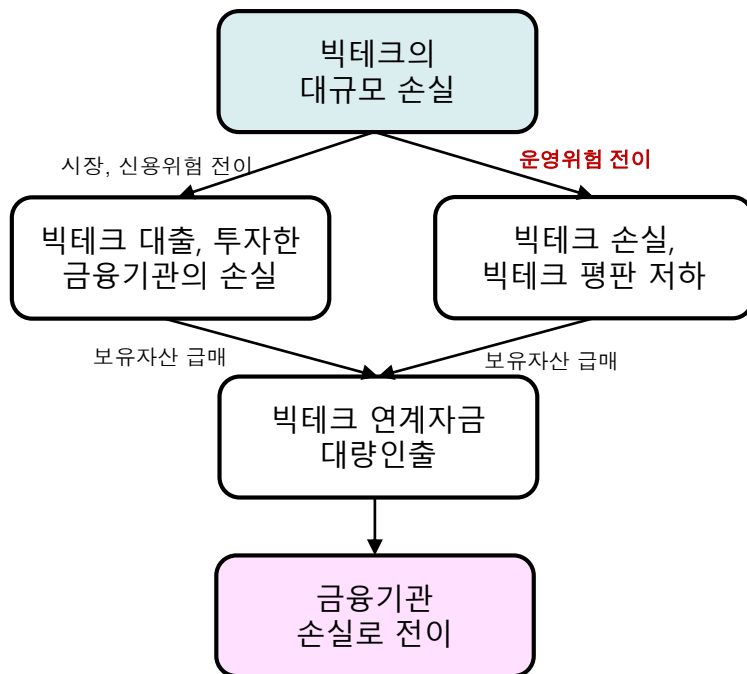 빅테크의
대규모 손실
시장, 신용위험 전이
운영위험 전이
빅테크 대출, 투자한
금융기관의 손실
빅테크 손실,
빅테크 평판 저하
보유자산 급매
보유자산 급매
빅테크 연계자금
대량인출
금융기관
손실로 전이